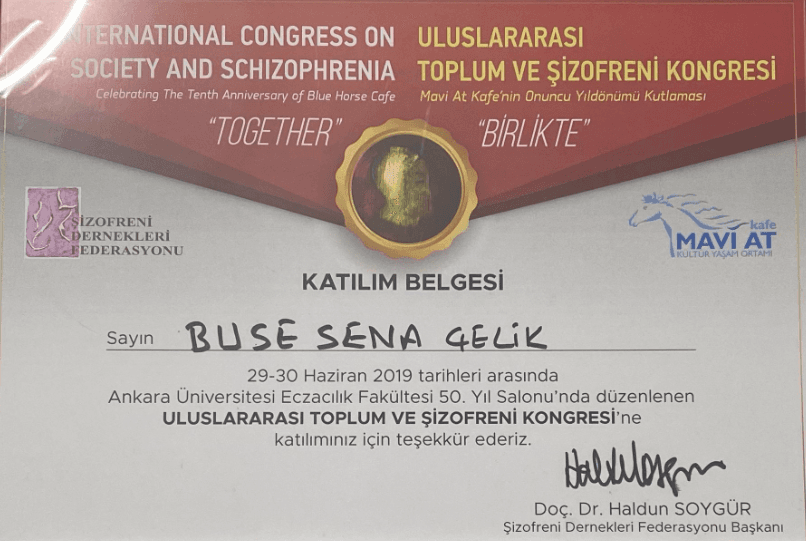 INTERNATIONAL CONGRESS ON
SOCIETY AND SCHIZOPHRENIA
Celebrating The Tenth Anniversary of Blue Horse Cafe
"TOGETHER"
ULUSLARARASI
TOPLUM VE ŞİZOFRENİ KONGRESİ
Mavi At Kafe'nin Onuncu Yıldönümü Kutlaması
"BİRLİKTE"
ŞİZOFRENİ
DERNEKLERİ
FEDERASYONU
kafe
MAVİ AT
KÜLTÜR YAŞAM ORTAMI
KATILIM BELGESİ
Sayın BUSE SENA ÇELİK
29-30 Haziran 2019 tarihleri arasında
Ankara Üniversitesi Eczacılık Fakültesi 50. Yıl Salonu'nda düzenlenen
ULUSLARARASI TOPLUM VE ŞİZOFRENİ KONGRESİ'ne
katılımınız için teşekkür ederiz.
Doç. Dr. Haldun SOYGÜR
Şizofreni Dernekleri Federasyonu Başkanı